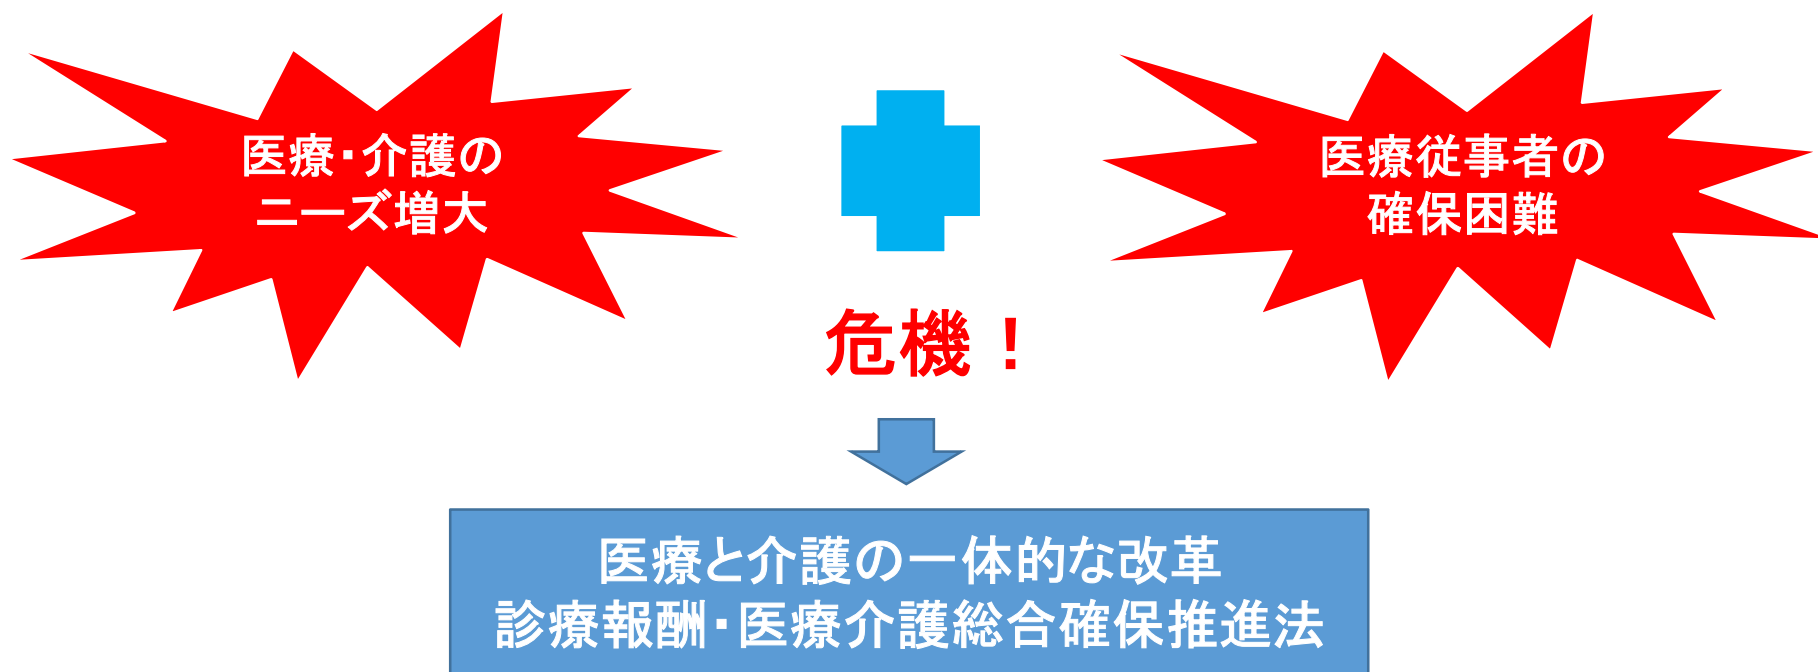 医療・介護の
ニーズ増大
医療従事者の
確保困難
危機！
医療と介護の一体的な改革
診療報酬・医療介護総合確保推進法